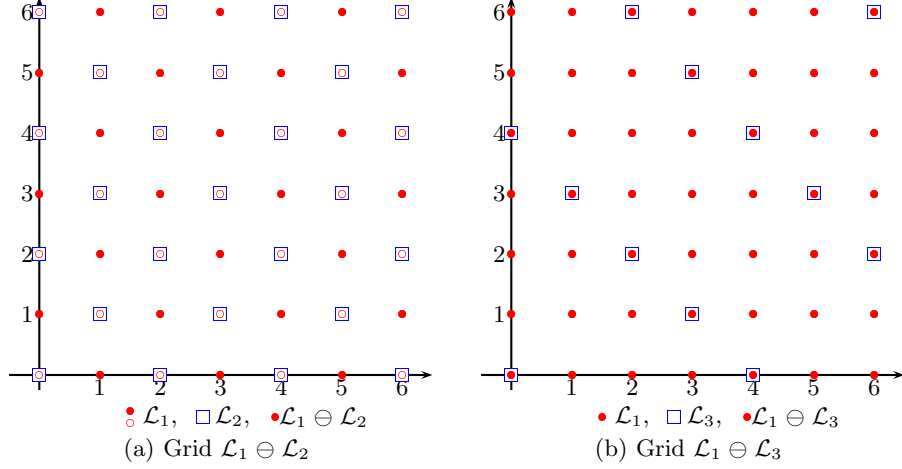 6 6
5 5
4 4
3 3
2 2
1 1
1 2 3 4 5 6 1 2 3 4 5 6
ℒ₁, ℒ₂, ℒ₁ ⊖ ℒ₂ ℒ₁, ℒ₃, ℒ₁ ⊖ ℒ₃
(a) Grid ℒ₁ ⊖ ℒ₂ (b) Grid ℒ₁ ⊖ ℒ₃